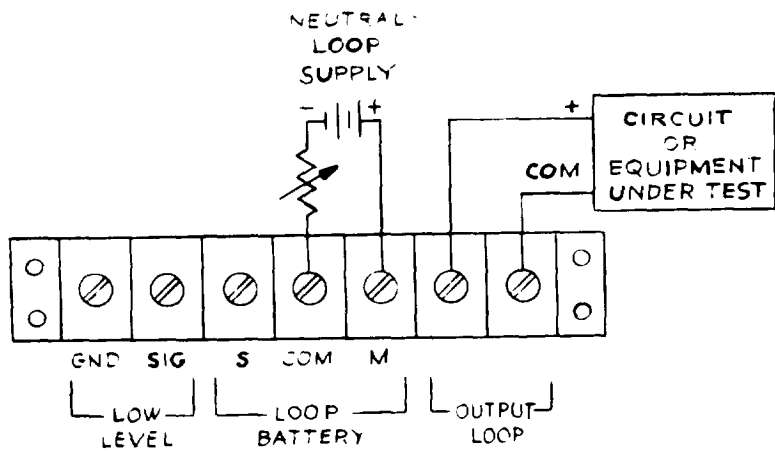 NEUTRAL
LOOP
SUPPLY
- +
+
CIRCUIT
OR
EQUIPMENT
UNDER TEST
COM
GND SIG S COM M
LOW
LEVEL
LOOP
BATTERY
OUTPUT
LOOP